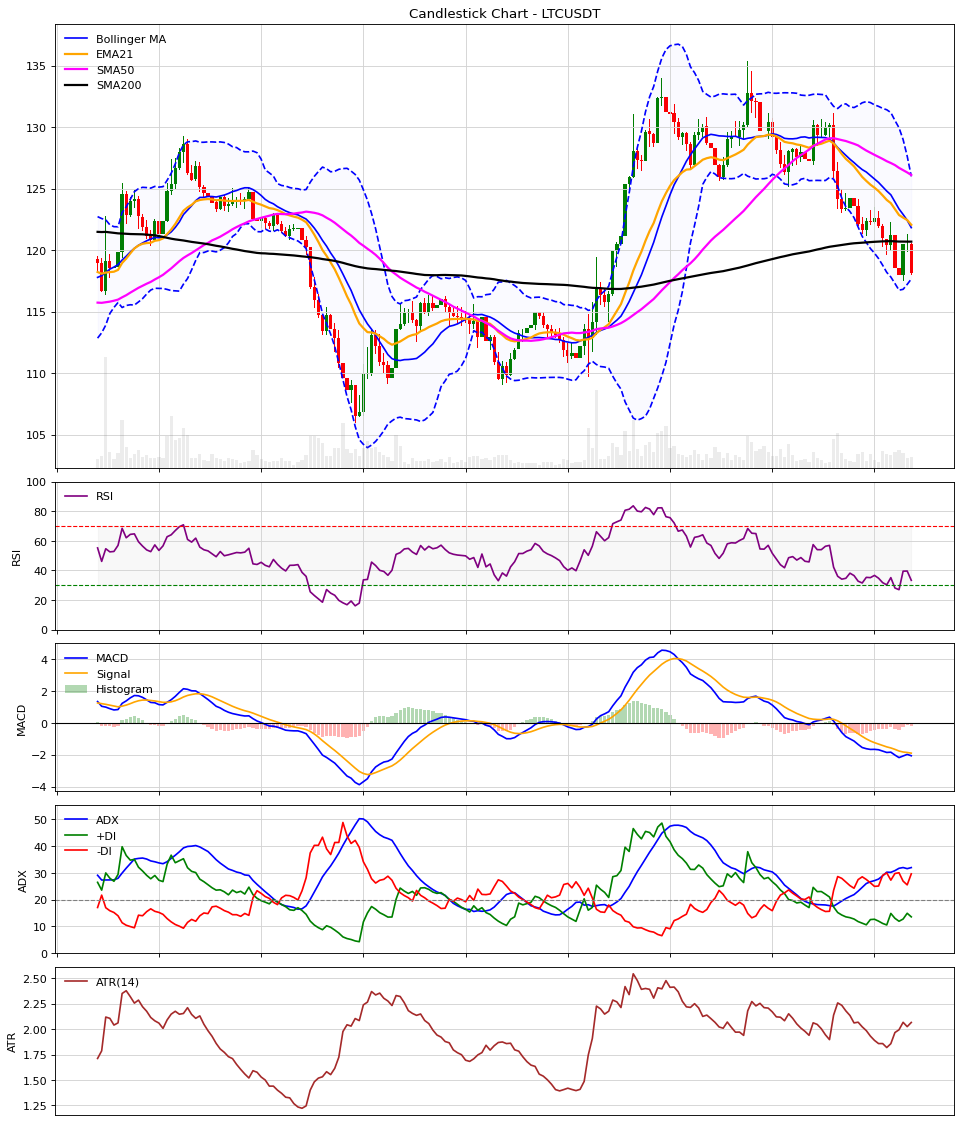 Candlestick Chart - LTCUSDT
Bollinger MA
EMA21
SMA50
SMA200
135
130
125
120
115
110
105
RSI
RSI
100
80
60
40
20
0
MACD
MACD
Signal
Histogram
4
2
0
−2
−4
ADX
ADX
+DI
-DI
50
40
30
20
10
0
ATR
ATR(14)
2.50
2.25
2.00
1.75
1.50
1.25